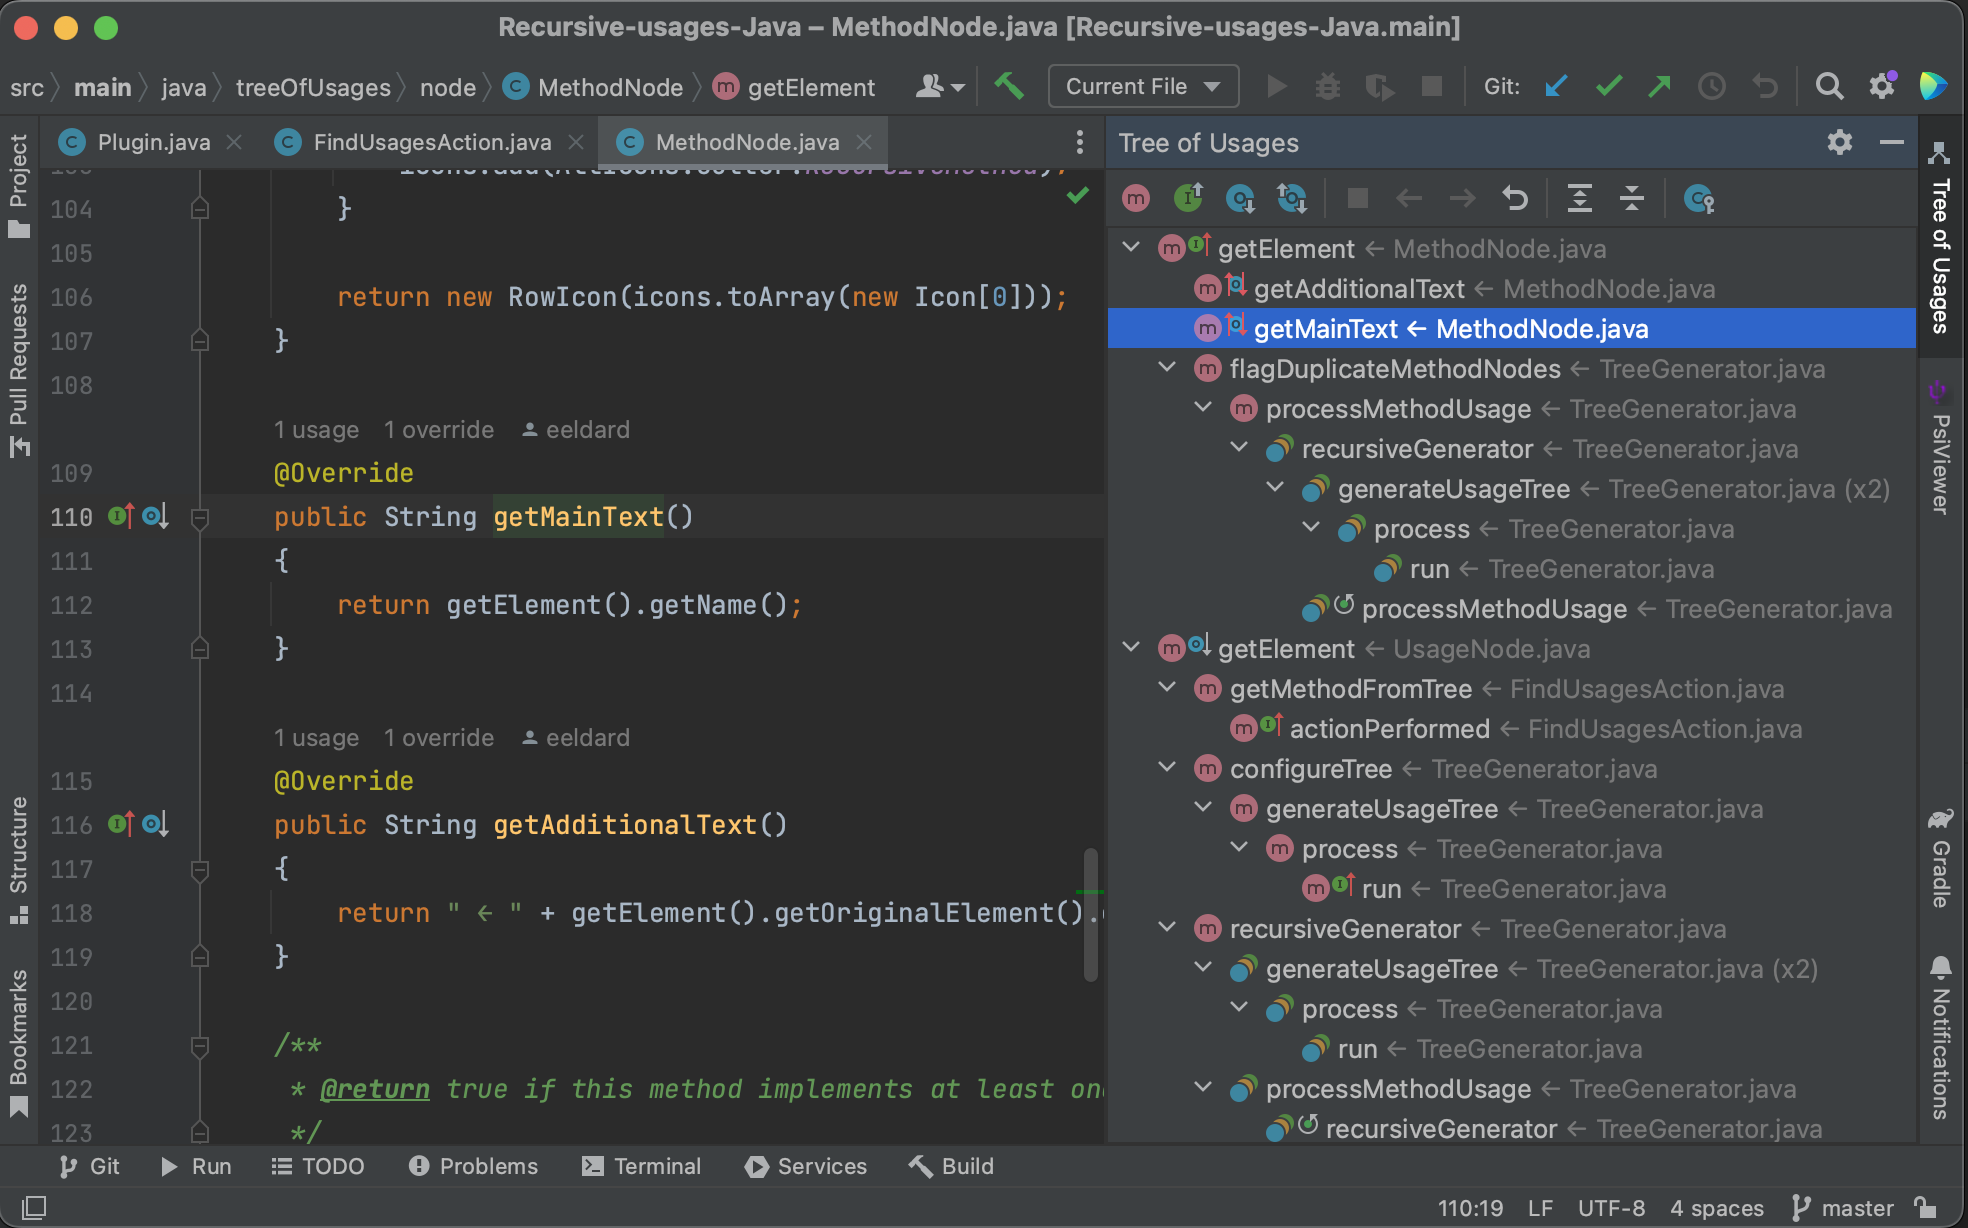 Recursive-usages-Java – MethodNode.java [Recursive-usages-Java.main]
src main java treeOfUsages node MethodNode getElement Current File Git:
Plugin.java FindUsagesAction.java MethodNode.java
Tree of Usages
Project
Pull Requests
Structure
Bookmarks
104 }
105
106 return new RowIcon(icons.toArray(new Icon[0]));
107 }
108
1 usage 1 override eeldard
109 @Override
110 public String getMainText()
111 {
112 return getElement().getName();
113 }
114
1 usage 1 override eeldard
115 @Override
116 public String getAdditionalText()
117 {
118 return " ← " + getElement().getOriginalElement().
119 }
120
121 /**
122 * @return true if this method implements at least
123 */
getElement ← MethodNode.java
getAdditionalText ← MethodNode.java
getMainText ← MethodNode.java
flagDuplicateMethodNodes ← TreeGenerator.java
processMethodUsage ← TreeGenerator.java
recursiveGenerator ← TreeGenerator.java
generateUsageTree ← TreeGenerator.java (x2)
process ← TreeGenerator.java
run ← TreeGenerator.java
processMethodUsage ← TreeGenerator.java
getElement ← UsageNode.java
getMethodFromTree ← FindUsagesAction.java
actionPerformed ← FindUsagesAction.java
configureTree ← TreeGenerator.java
generateUsageTree ← TreeGenerator.java
process ← TreeGenerator.java
run ← TreeGenerator.java
recursiveGenerator ← TreeGenerator.java
generateUsageTree ← TreeGenerator.java (x2)
process ← TreeGenerator.java
run ← TreeGenerator.java
processMethodUsage ← TreeGenerator.java
recursiveGenerator ← TreeGenerator.java
Tree of Usages
PsiViewer
Gradle
Notifications
Git Run TODO Problems Terminal Services Build
110:19 LF UTF-8 4 spaces master